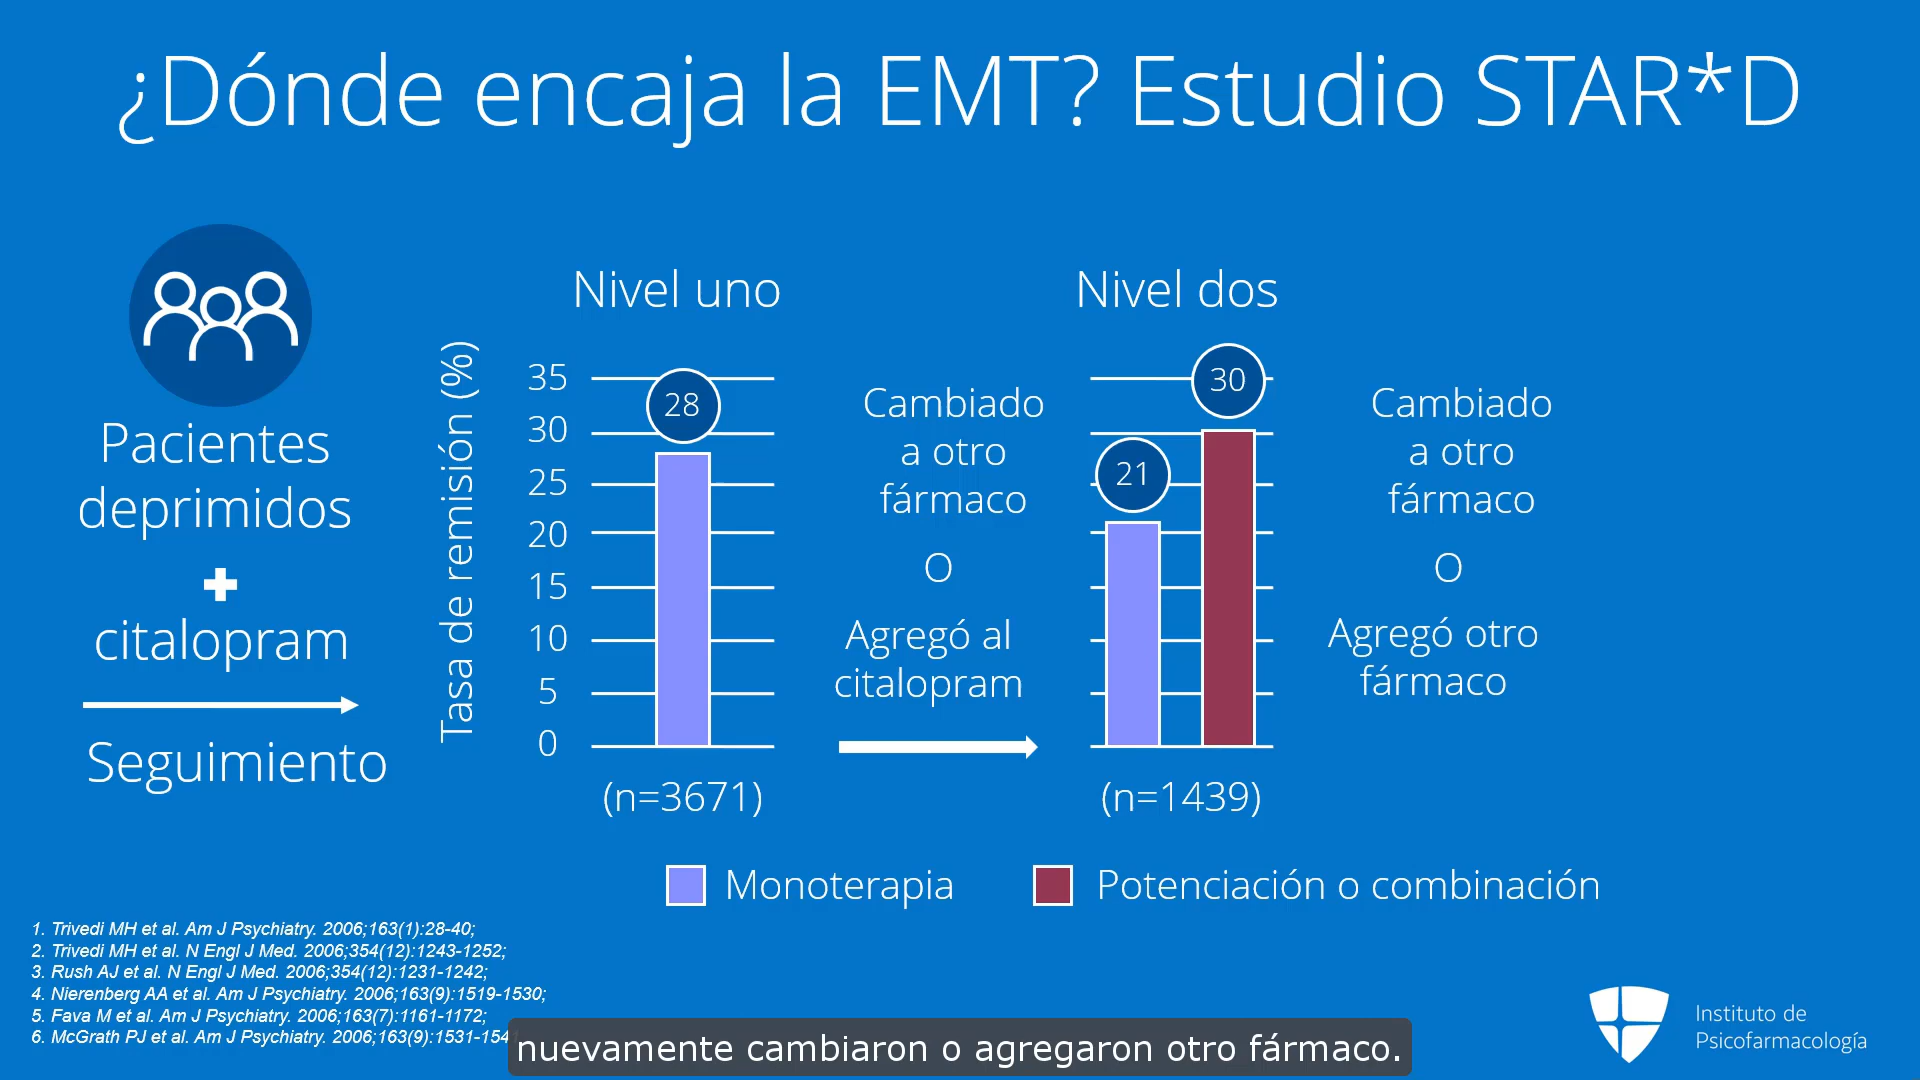 ¿Dónde encaja la EMT? Estudio STAR*D
Pacientes
deprimidos
+
citalopram
Seguimiento
Tasa de remisión (%)
Nivel uno
35
30
25
20
15
10
5
0
28
(n=3671)
Cambiado
a otro
fármaco
O
Agregó al
citalopram
Nivel dos
21
30
(n=1439)
Cambiado
a otro
fármaco
O
Agregó otro
fármaco
Monoterapia
Potenciación o combinación
1. Trivedi MH et al. Am J Psychiatry. 2006;163(1):28-40;
2. Trivedi MH et al. N Engl J Med. 2006;354(12):1243-1252;
3. Rush AJ et al. N Engl J Med. 2006;354(12):1231-1242;
4. Nierenberg AA et al. Am J Psychiatry. 2006;163(9):1519-1530;
5. Fava M et al. Am J Psychiatry. 2006;163(7):1161-1172;
6. McGrath PJ et al. Am J Psychiatry. 2006;163(9):1531-154
nuevamente cambiaron o agregaron otro fármaco.
Instituto de
Psicofarmacología